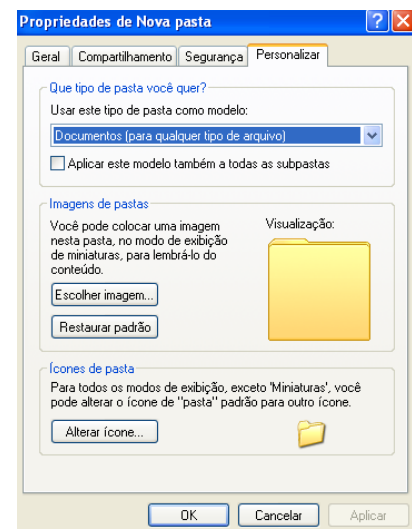 Propriedades de Nova pasta
Geral Compartilhamento Segurança Personalizar
Que tipo de pasta você quer?
Usar este tipo de pasta como modelo:
Documentos (para qualquer tipo de arquivo)
Aplicar este modelo também a todas as subpastas
Imagens de pastas
Você pode colocar uma imagem
nesta pasta, no modo de exibição
de miniaturas, para lembrá-lo do
conteúdo.
Visualização:
Escolher imagem...
Restaurar padrão
Ícones de pasta
Para todos os modos de exibição, exceto 'Miniaturas', você
pode alterar o ícone de "pasta" padrão para outro ícone.
Alterar ícone...
OK Cancelar Aplicar